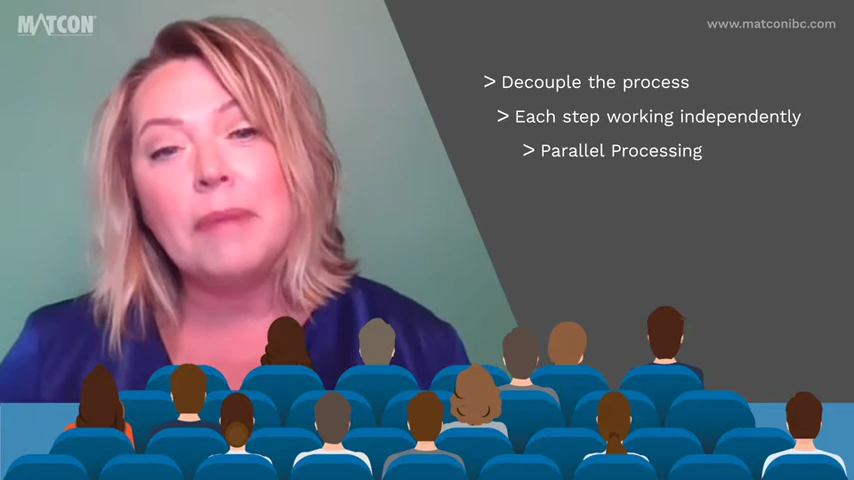 MATCON
www.matconibc.com
> Decouple the process
> Each step working independently
> Parallel Processing